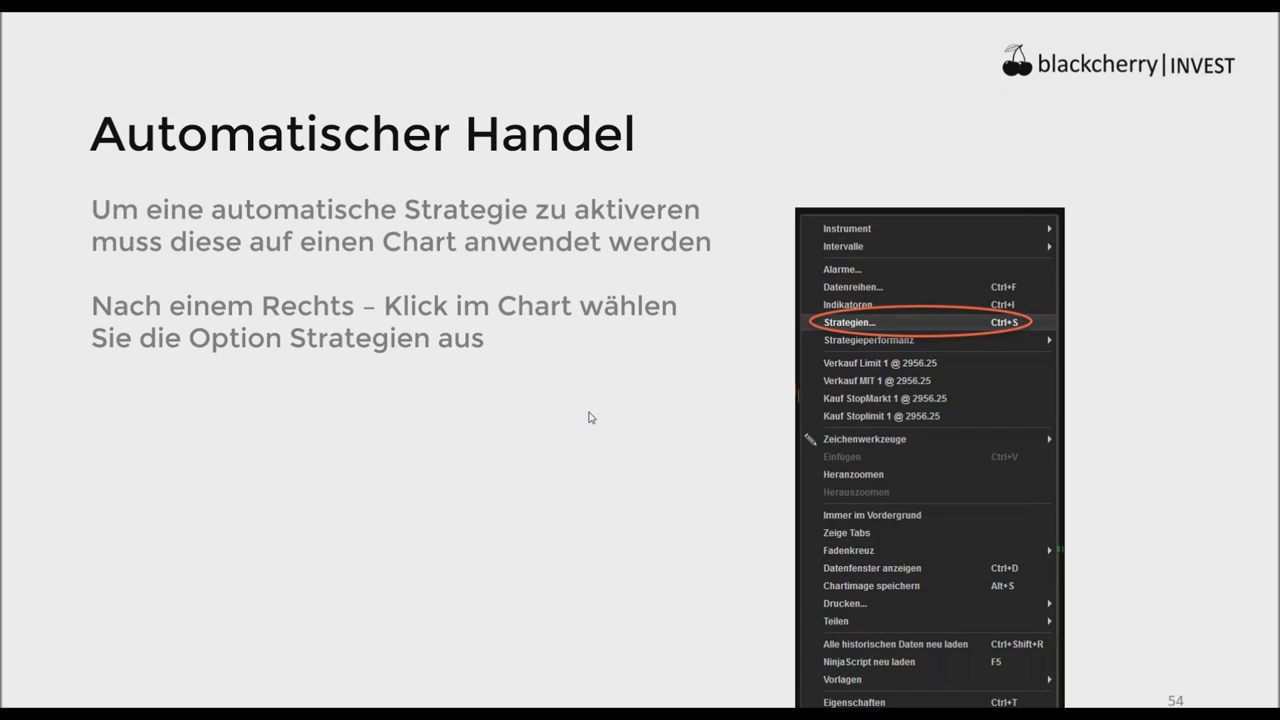 blackcherry|INVEST
Automatischer Handel
Um eine automatische Strategie zu aktiveren
muss diese auf einen Chart anwendet werden
Nach einem Rechts – Klick im Chart wählen
Sie die Option Strategien aus
Instrument
Intervalle
Alarme...
Datenreihen... Ctrl+F
Indikatoren... Ctrl+I
Strategien... Ctrl+S
Strategieperformanz
Verkauf Limit 1 @ 2956.25
Verkauf MIT 1 @ 2956.25
Kauf StopMarkt 1 @ 2956.25
Kauf Stoplimit 1 @ 2956.25
Zeichenwerkzeuge
Einfügen Ctrl+V
Heranzoomen
Herauszoomen
Immer im Vordergrund
Zeige Tabs
Fadenkreuz
Datenfenster anzeigen Ctrl+D
Chartimage speichern Alt+S
Drucken...
Teilen
Alle historischen Daten neu laden Ctrl+Shift+R
NinjaScript neu laden F5
Vorlagen
Eigenschaften Ctrl+T
54